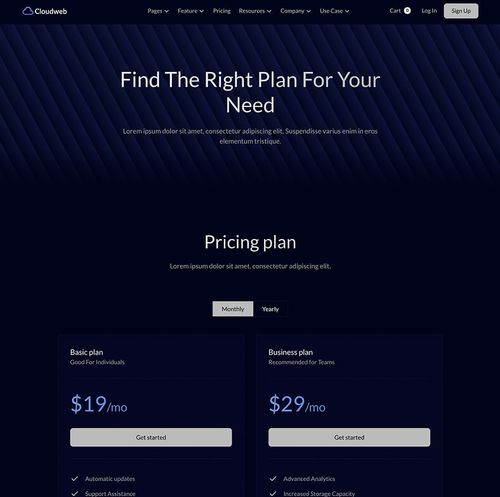 Cloudweb Pages Feature Pricing Resources Company Use Case Cart 0 Log In Sign Up
Find The Right Plan For Your
Need
Lorem ipsum dolor sit amet, consectetur adipiscing elit. Suspendisse varius enim in eros
elementum tristique.
Pricing plan
Lorem ipsum dolor sit amet, consectetur adipiscing elit.
Monthly Yearly
Basic plan
Good For Individuals
$19/mo
Get started
Automatic updates
Support Assistance
Business plan
Recommended for Teams
$29/mo
Get started
Advanced Analytics
Increased Storage Capacity